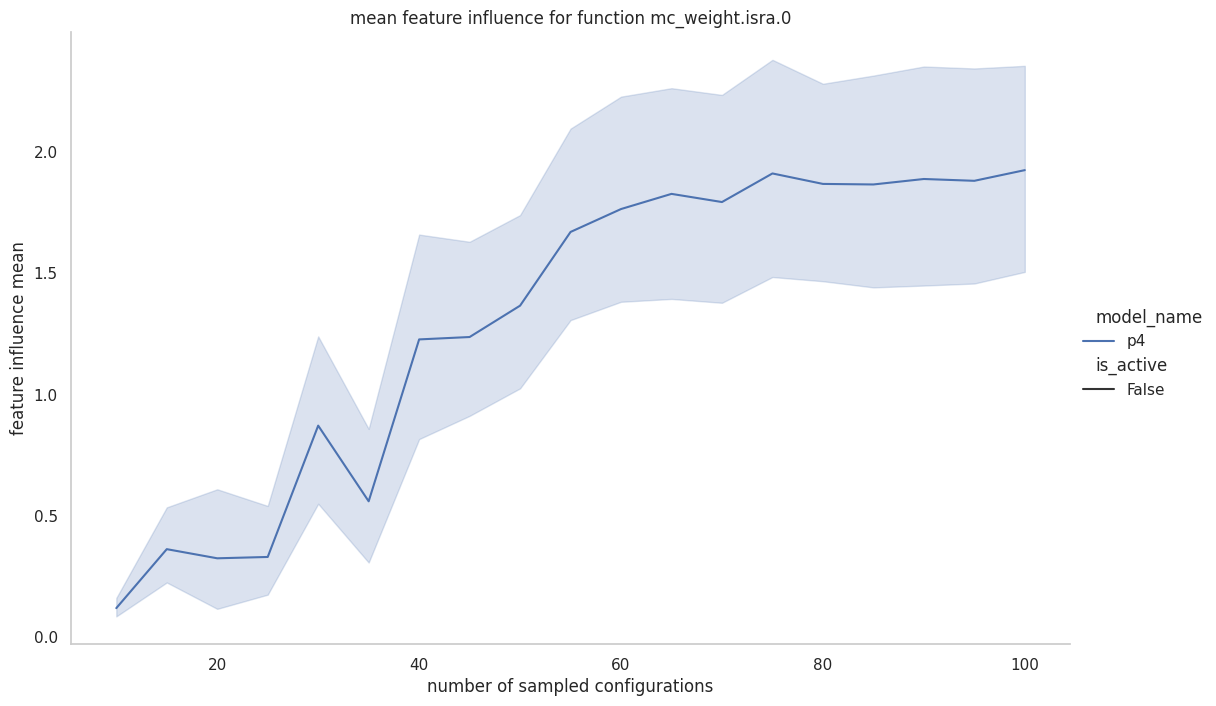 mean feature influence for function mc_weight.isra.0
feature influence mean
2.0
1.5
1.0
0.5
0.0
20
40
60
80
100
number of sampled configurations
model_name
p4
is_active
False